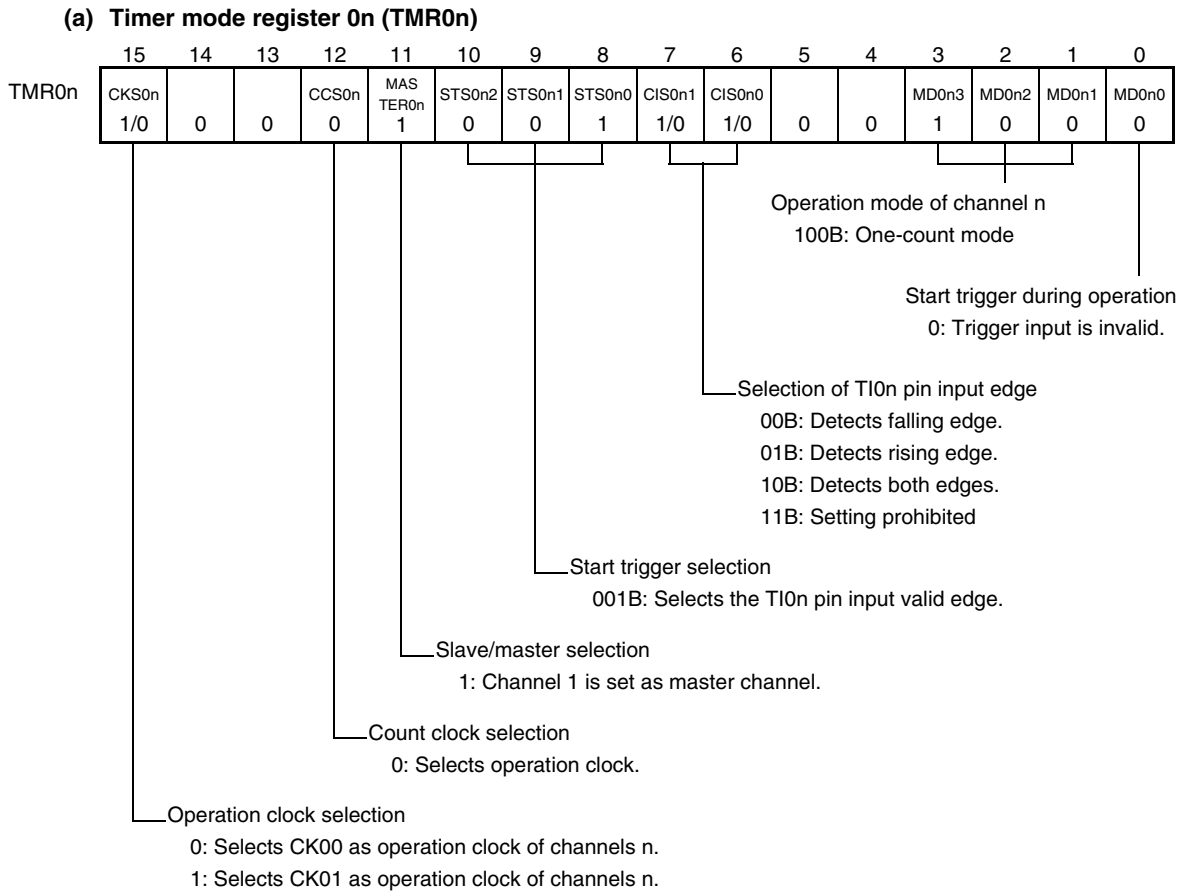 (a) Timer mode register 0n (TMR0n)
15 14 13 12 11 10 9 8 7 6 5 4 3 2 1 0
TMR0n CKS0n CCS0n MAS TER0n STS0n2 STS0n1 STS0n0 CIS0n1 CIS0n0 MD0n3 MD0n2 MD0n1 MD0n0
1/0 0 0 0 1 0 0 1 1/0 1/0 0 0 1 0 0 0
Operation mode of channel n
100B: One-count mode
Start trigger during operation
0: Trigger input is invalid.
Selection of TI0n pin input edge
00B: Detects falling edge.
01B: Detects rising edge.
10B: Detects both edges.
11B: Setting prohibited
Start trigger selection
001B: Selects the TI0n pin input valid edge.
Slave/master selection
1: Channel 1 is set as master channel.
Count clock selection
0: Selects operation clock.
Operation clock selection
0: Selects CK00 as operation clock of channels n.
1: Selects CK01 as operation clock of channels n.